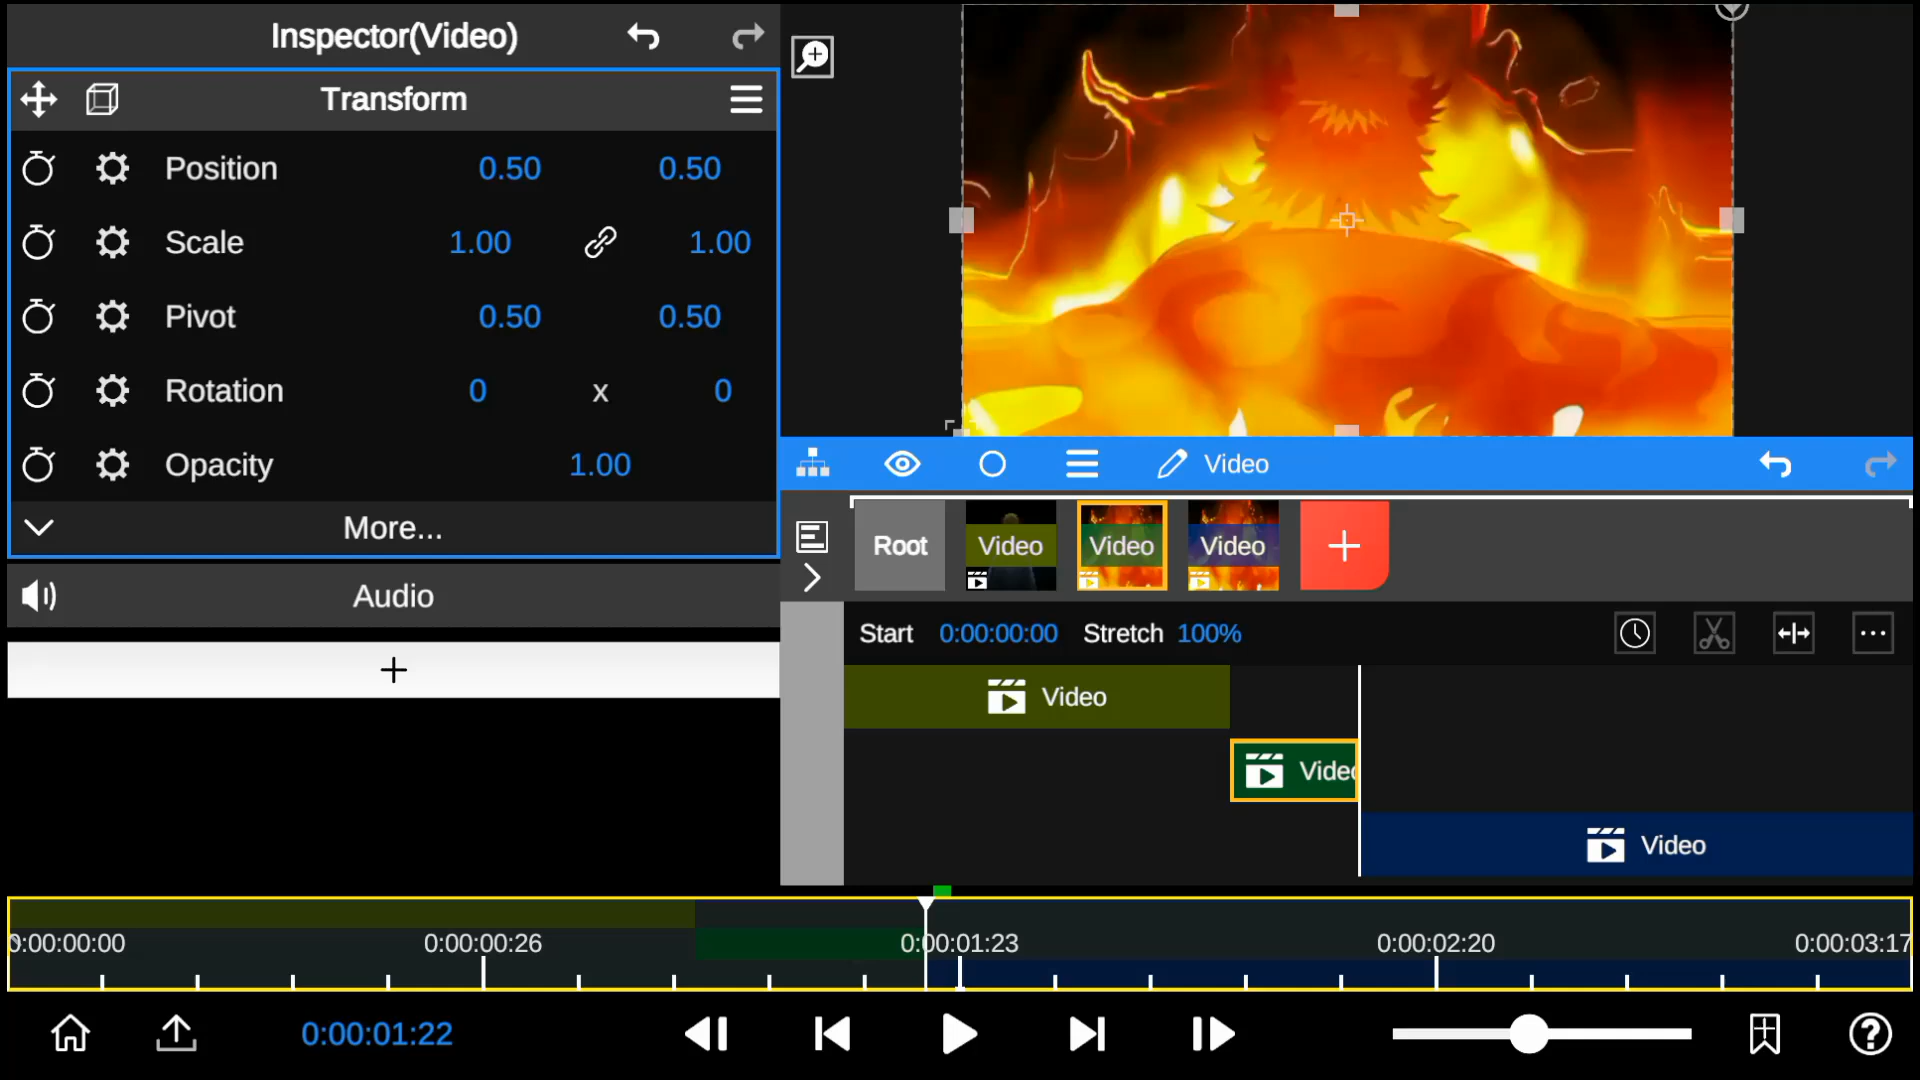 Inspector(Video)
Transform
Position 0.50 0.50
Scale 1.00 1.00
Pivot 0.50 0.50
Rotation 0 x 0
Opacity 1.00
More...
Audio
Video
Root Video Video Video
Start 0:00:00:00 Stretch 100%
Video
Video
Video
0:00:00:00 0:00:00:26 0:00:01:23 0:00:02:20 0:00:03:17
0:00:01:22